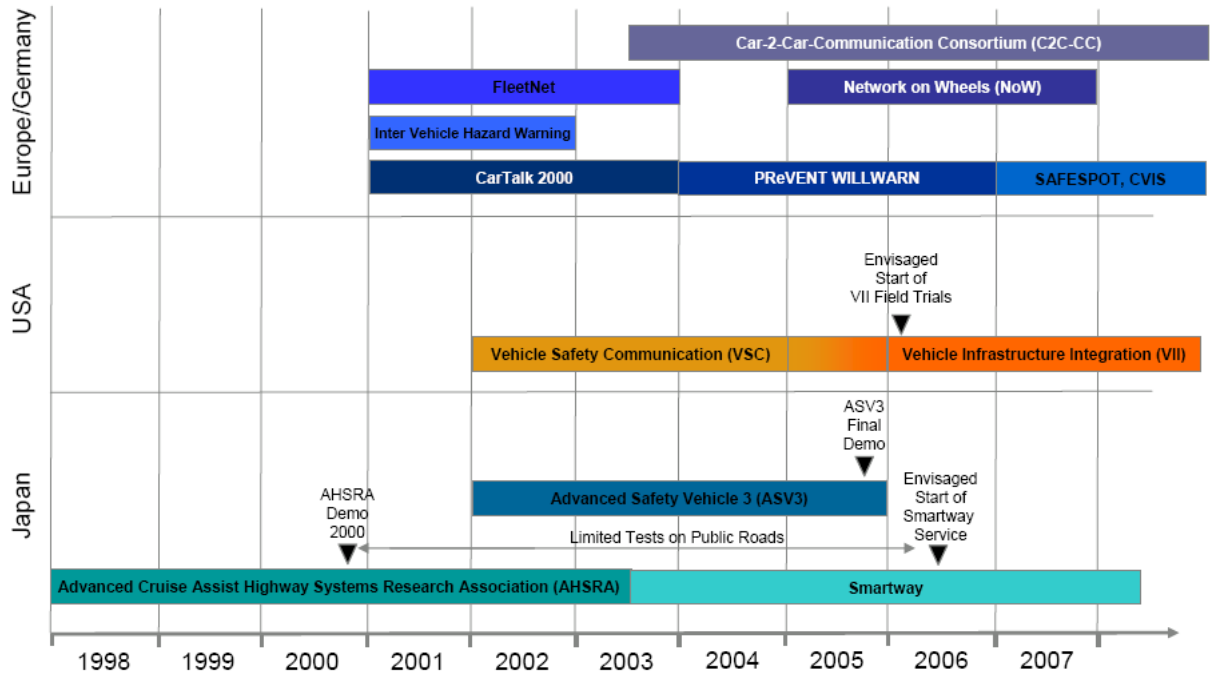 Europe/Germany
Car-2-Car-Communication Consortium (C2C-CC)
FleetNet
Network on Wheels (NoW)
Inter Vehicle Hazard Warning
CarTalk 2000
PReVENT WILLWARN
SAFESPOT, CVIS
USA
Envisaged
Start of
VII Field Trials
Vehicle Safety Communication (VSC)
Vehicle Infrastructure Integration (VII)
Japan
ASV3
Final
Demo
Advanced Safety Vehicle 3 (ASV3)
AHSRA
Demo
2000
Envisaged
Start of
Smartway
Service
Limited Tests on Public Roads
Advanced Cruise Assist Highway Systems Research Association (AHSRA)
Smartway
1998 1999 2000 2001 2002 2003 2004 2005 2006 2007